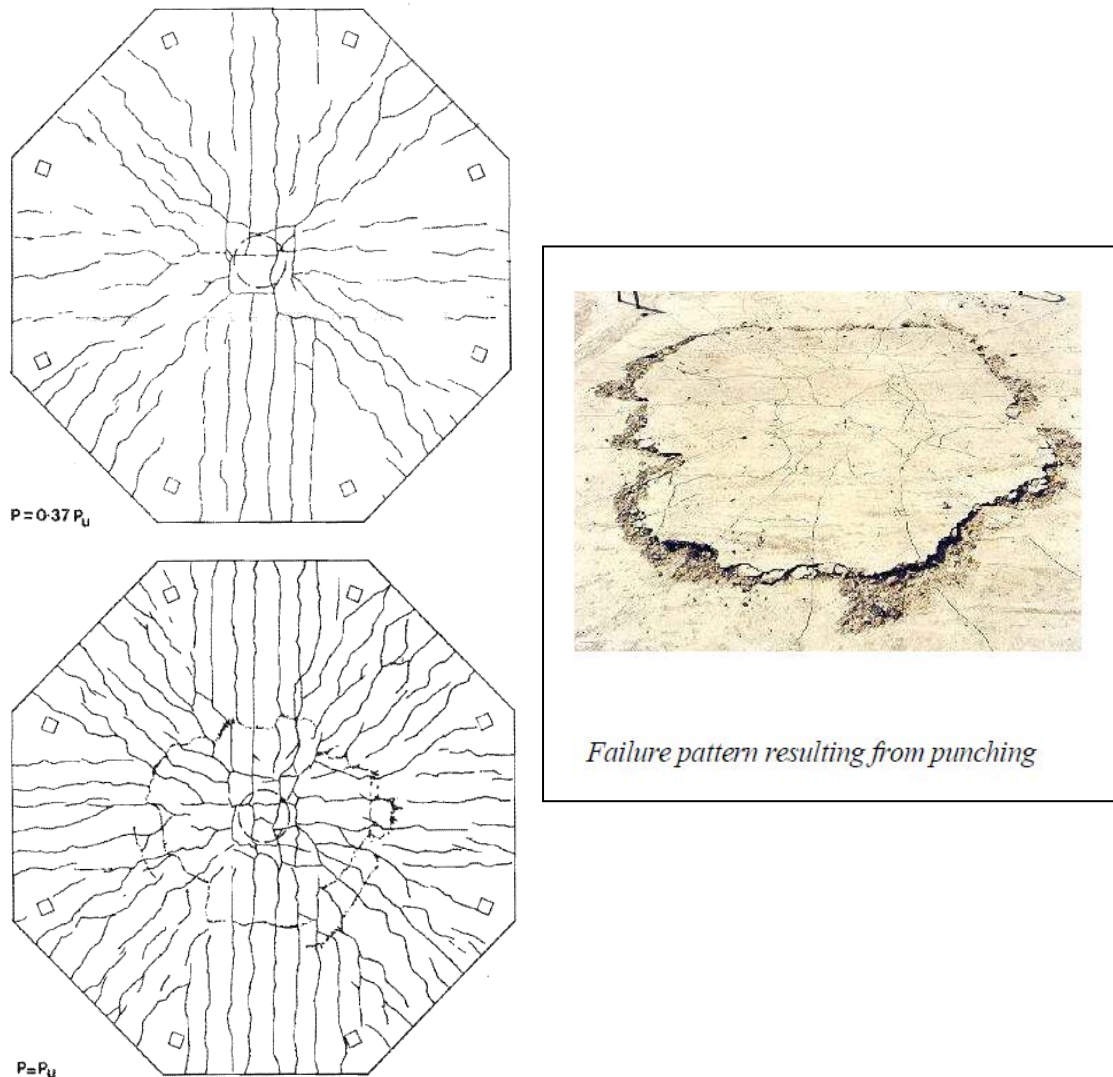 P = 0·37 Pu
Failure pattern resulting from punching
P = Pu